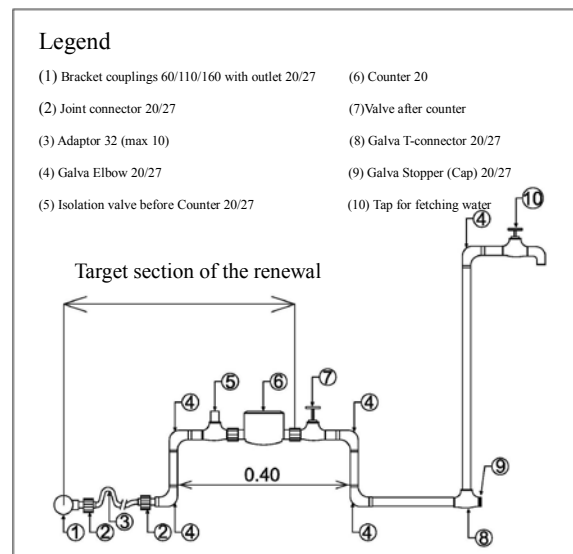 Legend
(1) Bracket couplings 60/110/160 with outlet 20/27
(2) Joint connector 20/27
(3) Adaptor 32 (max 10)
(4) Galva Elbow 20/27
(5) Isolation valve before Counter 20/27
(6) Counter 20
(7)Valve after counter
(8) Galva T-connector 20/27
(9) Galva Stopper (Cap) 20/27
(10) Tap for fetching water
Target section of the renewal
10
4
4
5
6
7
4
0.40
9
1
2
3
2
4
4
8